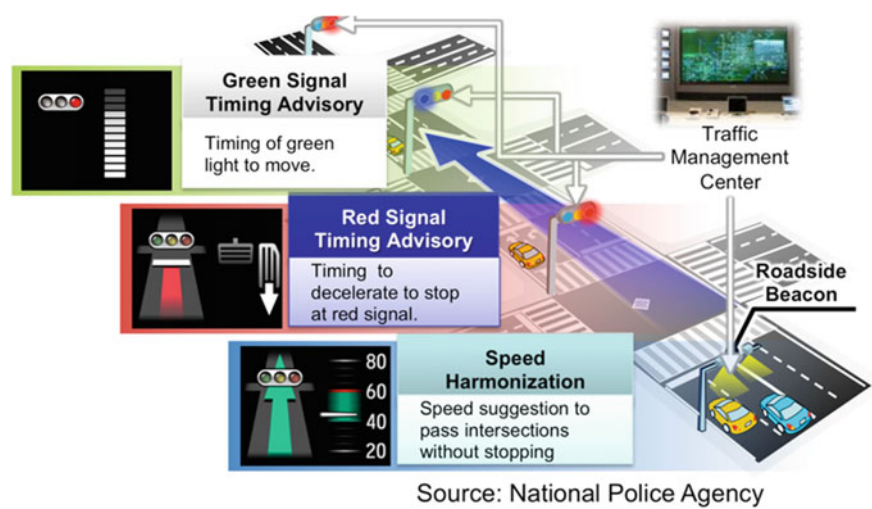 Green Signal
Timing Advisory
Timing of green
light to move.
Red Signal
Timing Advisory
Timing to
decelerate to stop
at red signal.
Speed
Harmonization
Speed suggestion to
pass intersections
without stopping
80
60
40
20
Traffic
Management
Center
Roadside
Beacon
Source: National Police Agency